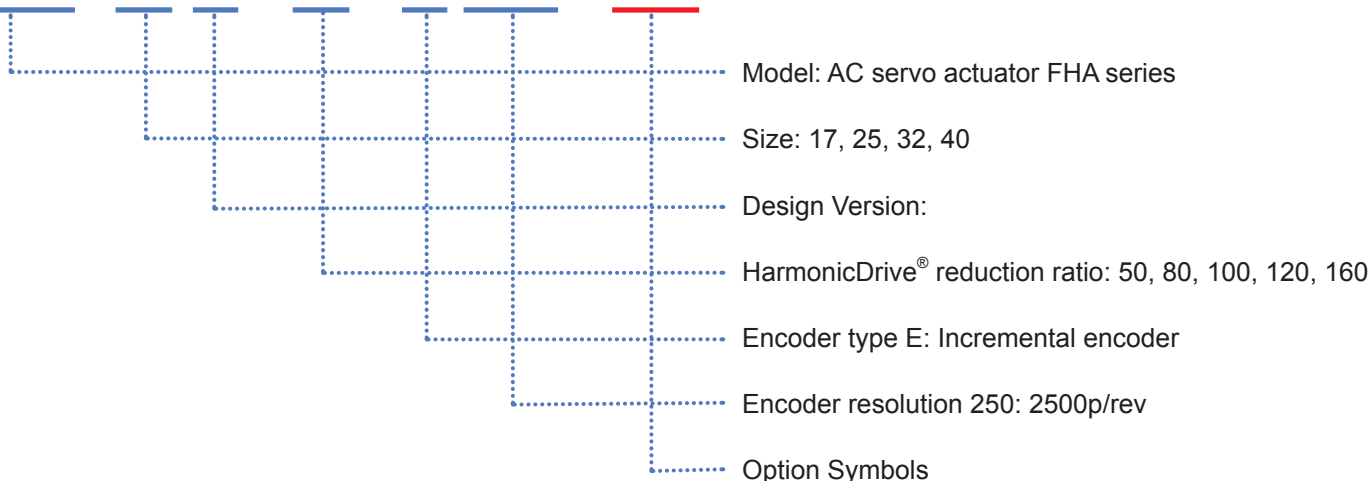 Model: AC servo actuator FHA series
Size: 17, 25, 32, 40
Design Version:
HarmonicDrive® reduction ratio: 50, 80, 100, 120, 160
Encoder type E: Incremental encoder
Encoder resolution 250: 2500p/rev
Option Symbols